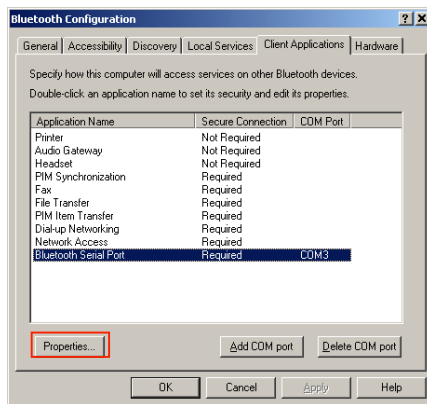 Bluetooth Configuration
General Accessibility Discovery Local Services Client Applications Hardware
Specify how this computer will access services on other Bluetooth devices.
Double-click an application name to set its security and edit its properties.
Application Name Secure Connection COM Port
Printer Not Required
Audio Gateway Not Required
Headset Not Required
PIM Synchronization Required
Fax Required
File Transfer Required
PIM Item Transfer Required
Dial-up Networking Required
Network Access Required
Bluetooth Serial Port Required COM3
Properties... Add COM port Delete COM port
OK Cancel Apply Help